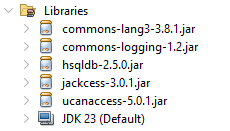 Libraries
commons-lang3-3.8.1.jar
commons-logging-1.2.jar
hsqldb-2.5.0.jar
jackcess-3.0.1.jar
ucanaccess-5.0.1.jar
JDK 23 (Default)